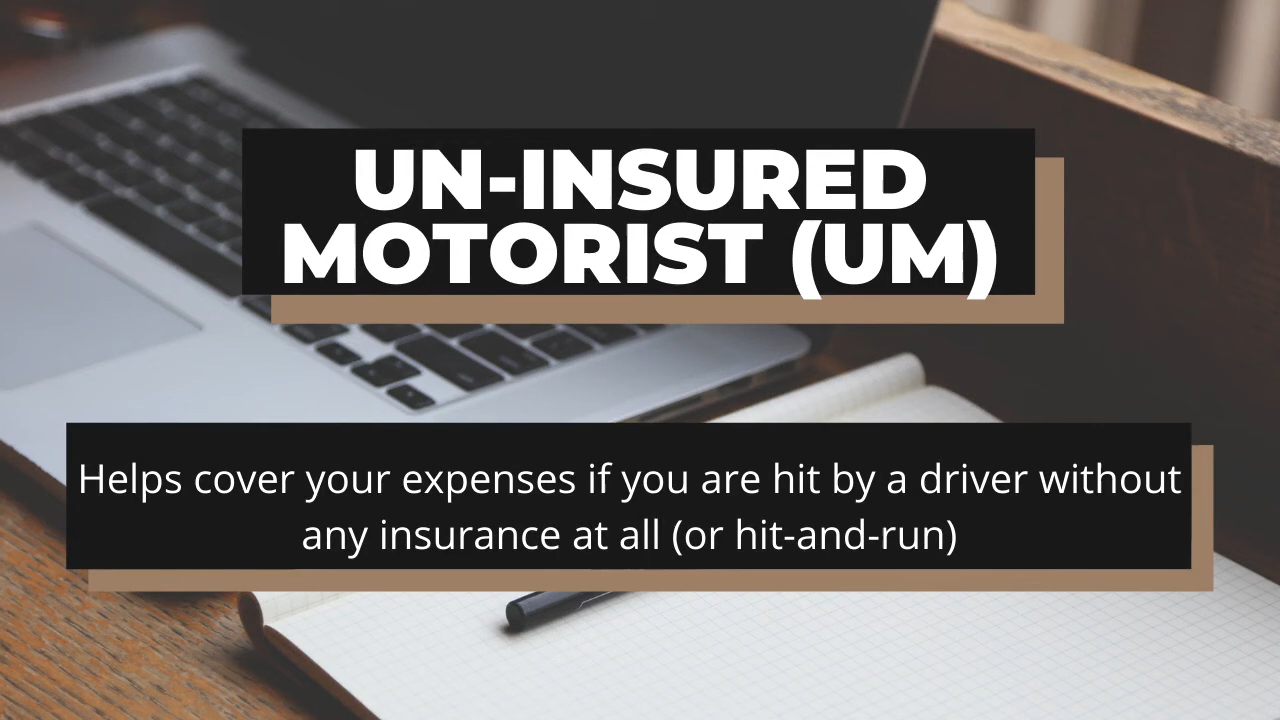 UN-INSURED
MOTORIST (UM)
Helps cover your expenses if you are hit by a driver without
any insurance at all (or hit-and-run)